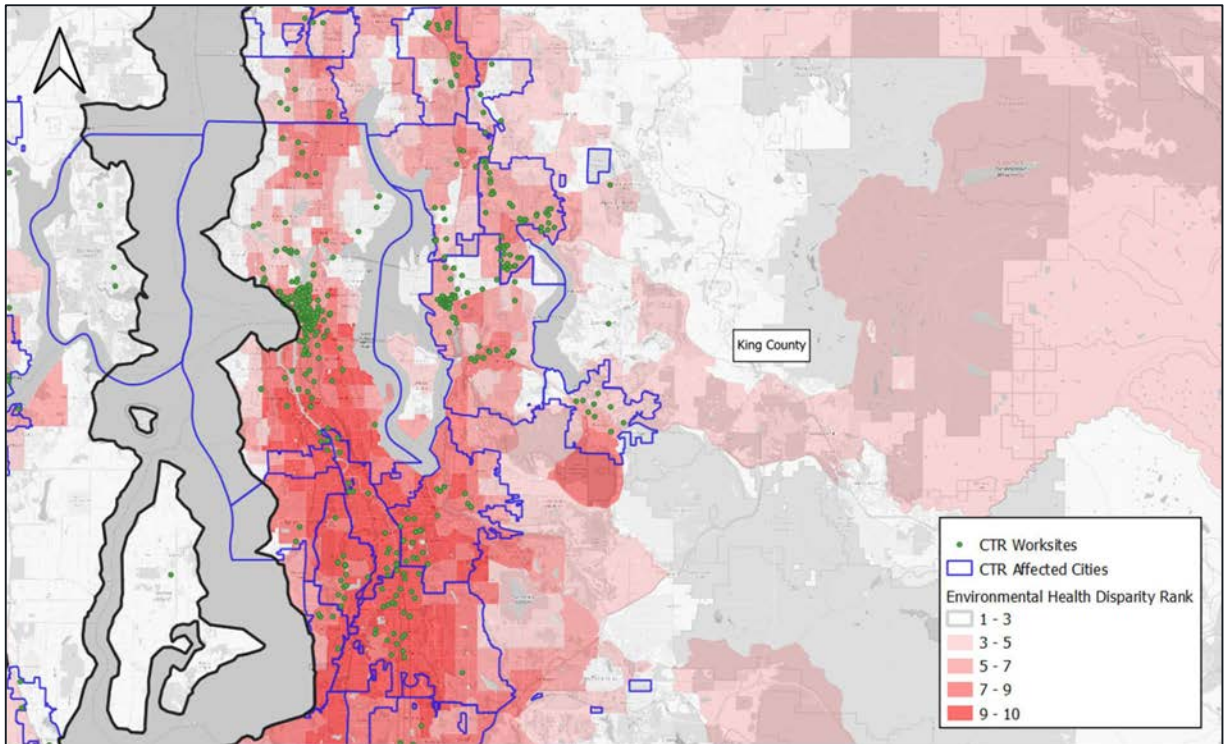 King County
CTR Worksites
CTR Affected Cities
Environmental Health Disparity Rank
1 - 3
3 - 5
5 - 7
7 - 9
9 - 10